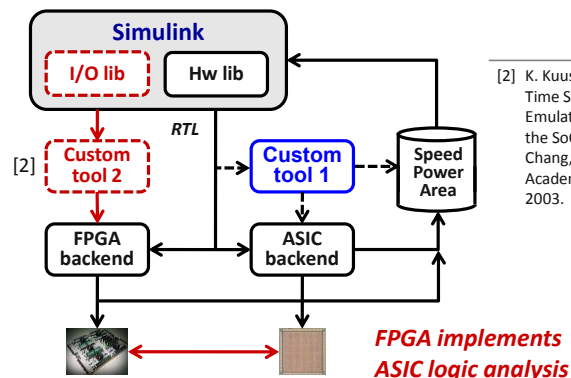 Simulink
I/O lib
Hw lib
RTL
[2]
Custom
tool 2
Custom
tool 1
Speed
Power
Area
FPGA
backend
ASIC
backend
FPGA implements
ASIC logic analysis
[2] K. Kuus
Time S
Emulat
the SoC
Chang,
Academ
2003.